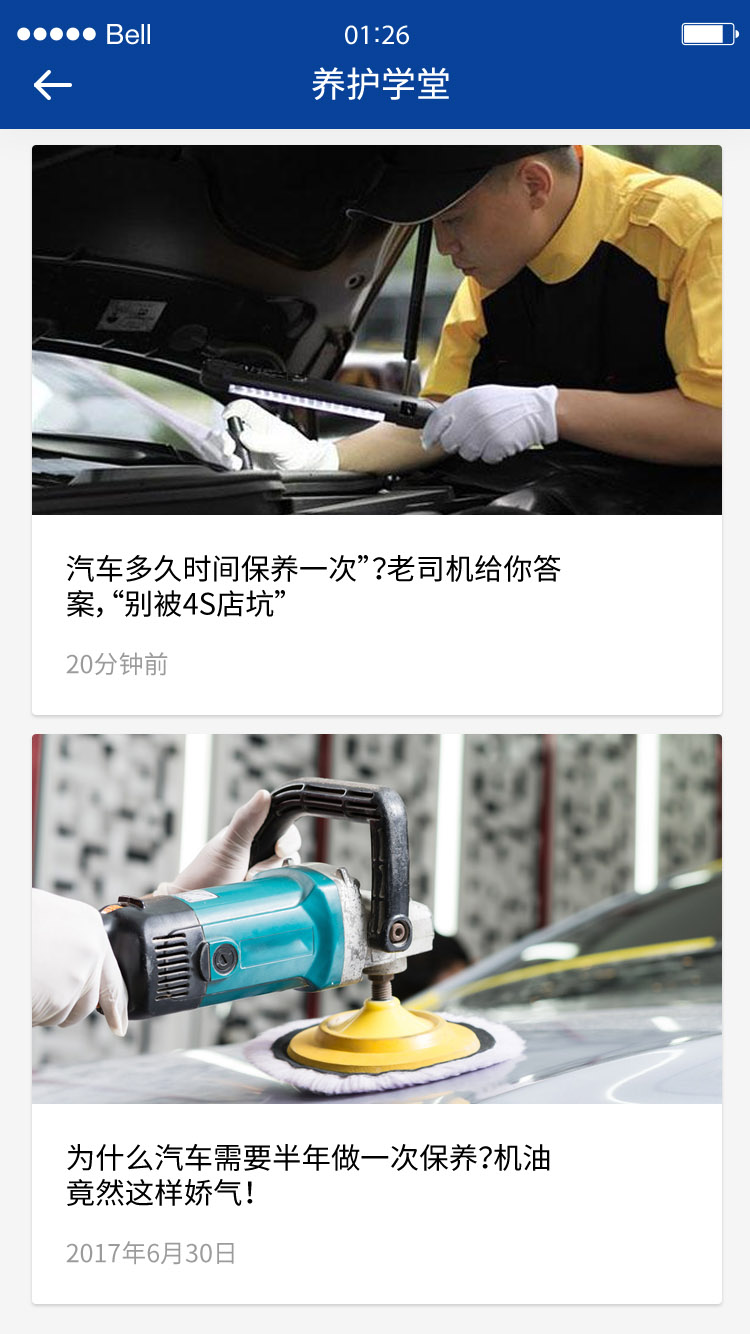 Bell 01:26
养护学堂
汽车多久时间保养一次”？老司机给你答
案，“别被4S店坑”
20分钟前
为什么汽车需要半年做一次保养？机油
竟然这样娇气！
2017年6月30日